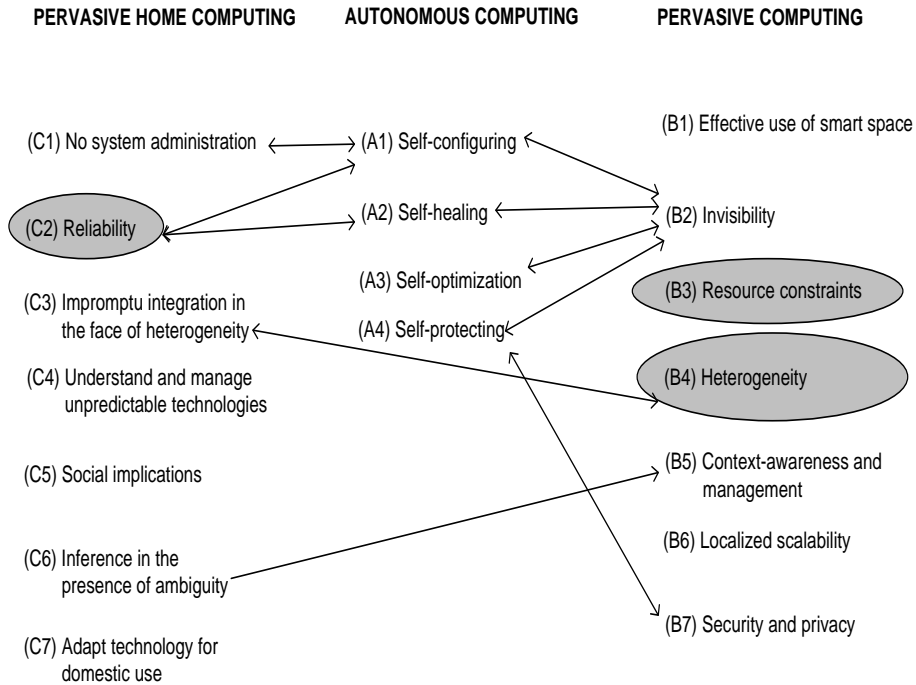 PERVASIVE HOME COMPUTING
AUTONOMOUS COMPUTING
PERVASIVE COMPUTING
(C1) No system administration
(C2) Reliability
(C3) Impromptu integration in
the face of heterogeneity
(C4) Understand and manage
unpredictable technologies
(C5) Social implications
(C6) Inference in the
presence of ambiguity
(C7) Adapt technology for
domestic use
(A1) Self-configuring
(A2) Self-healing
(A3) Self-optimization
(A4) Self-protecting
(B1) Effective use of smart space
(B2) Invisibility
(B3) Resource constraints
(B4) Heterogeneity
(B5) Context-awareness and
management
(B6) Localized scalability
(B7) Security and privacy